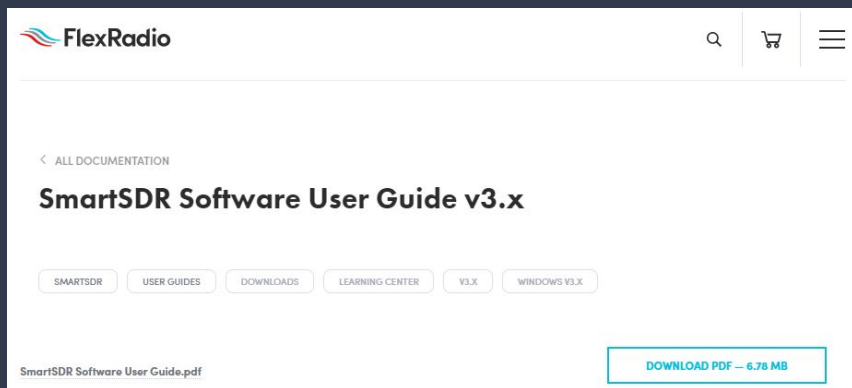 FlexRadio
ALL DOCUMENTATION
SmartSDR Software User Guide v3.x
SMARTSDR USER GUIDES DOWNLOADS LEARNING CENTER V3.X WINDOWS V3.X
DOWNLOAD PDF — 6.78 MB
SmartSDR Software User Guide.pdf